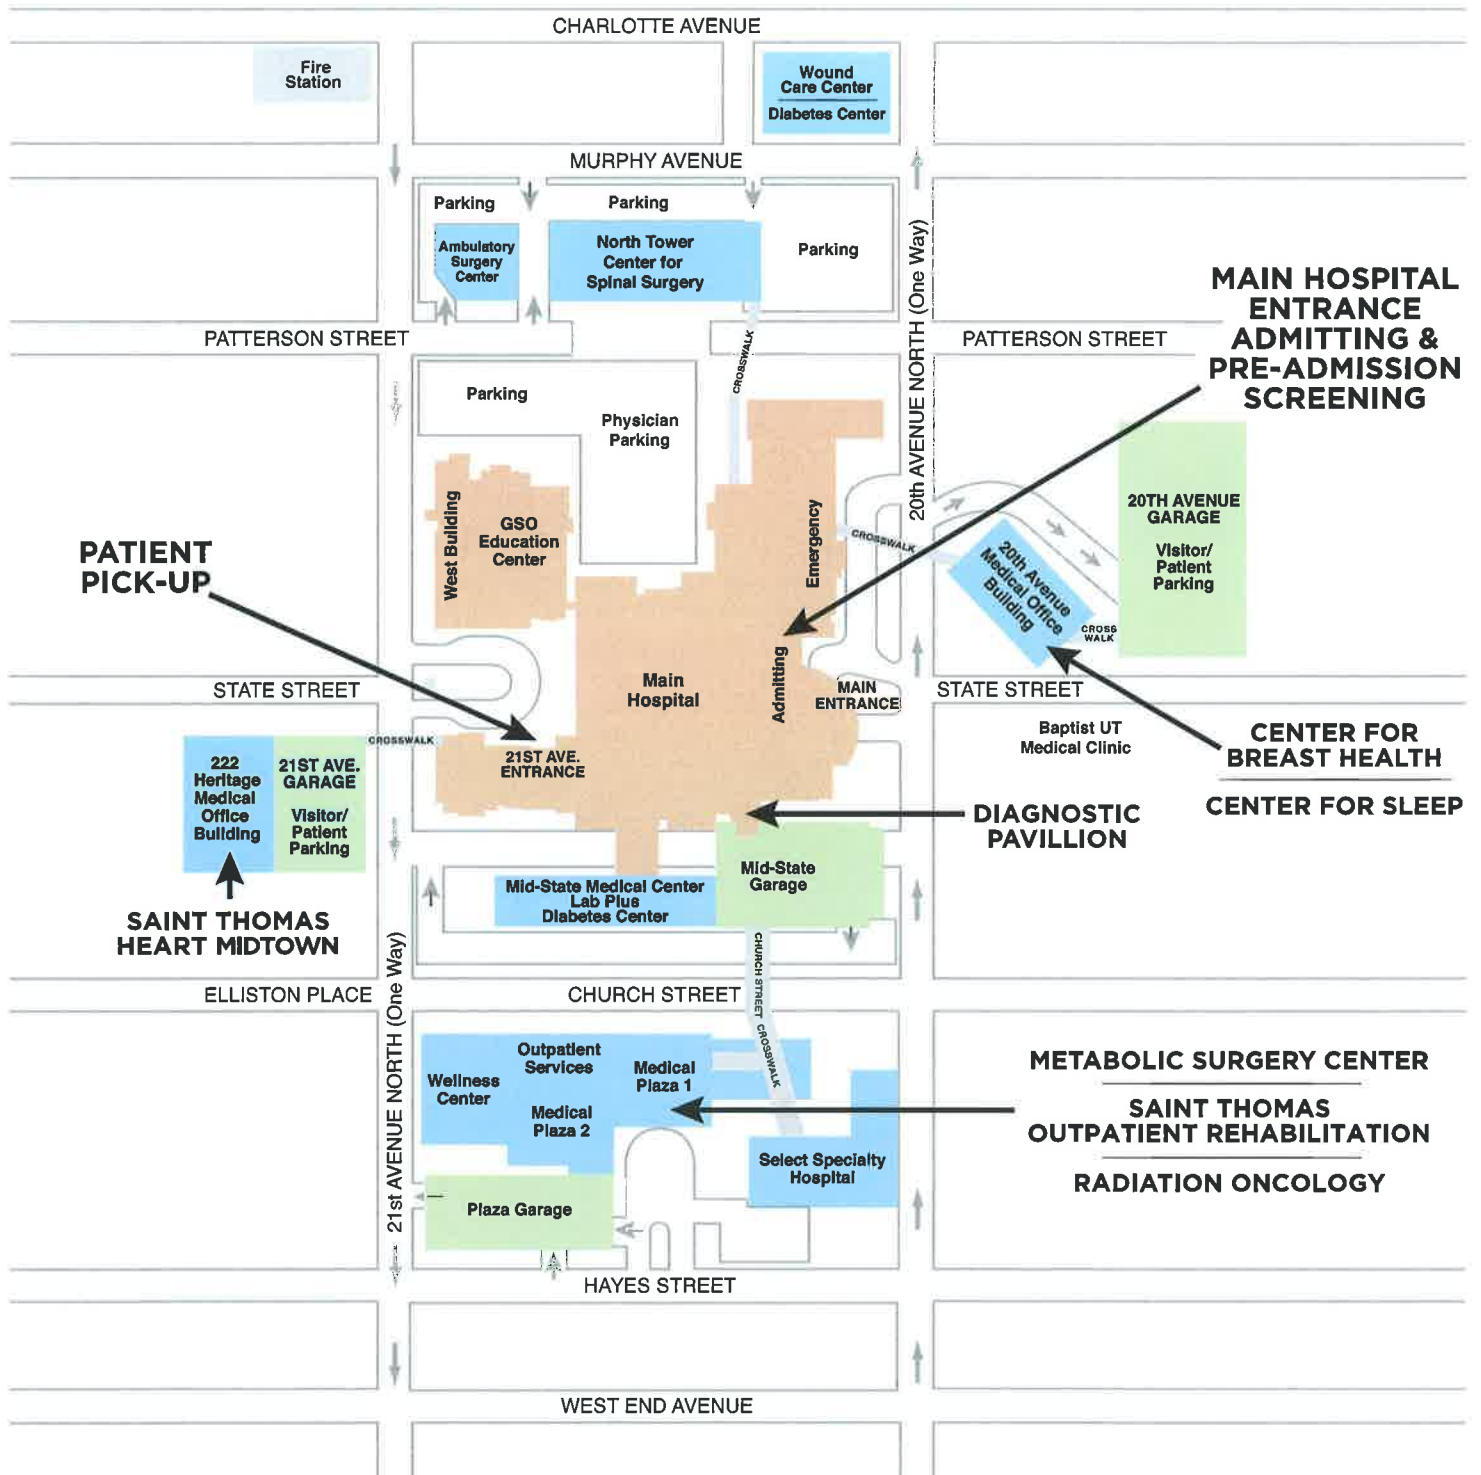 CHARLOTTE AVENUE
Fire
Station
Wound
Care Center
Diabetes Center
MURPHY AVENUE
Parking
Parking
Ambulatory
Surgery
Center
North Tower
Center for
Spinal Surgery
Parking
20th AVENUE NORTH (One Way)
MAIN HOSPITAL
ENTRANCE
ADMITTING &
PRE-ADMISSION
SCREENING
PATTERSON STREET
PATTERSON STREET
CROSSWALK
Parking
Physician
Parking
West Building
GSO
Education
Center
Emergency
CROSSWALK
20th Avenue
Medical Office
Building
20TH AVENUE
GARAGE
Visitor/
Patient
Parking
CROSS
WALK
PATIENT
PICK-UP
Main
Hospital
Admitting
MAIN
ENTRANCE
STATE STREET
STATE STREET
Baptist UT
Medical Clinic
CENTER FOR
BREAST HEALTH
CENTER FOR SLEEP
CROSSWALK
21ST AVE.
ENTRANCE
222
Heritage
Medical
Office
Building
21ST AVE.
GARAGE
Visitor/
Patient
Parking
DIAGNOSTIC
PAVILLION
Mid-State
Garage
Mid-State Medical Center
Lab Plus
Diabetes Center
SAINT THOMAS
HEART MIDTOWN
21st AVENUE NORTH (One Way)
ELLISTON PLACE
CHURCH STREET
CHURCH STREET CROSSWALK
Outpatient
Services
Medical
Plaza 1
Wellness
Center
Medical
Plaza 2
METABOLIC SURGERY CENTER
SAINT THOMAS
OUTPATIENT REHABILITATION
RADIATION ONCOLOGY
Select Specialty
Hospital
Plaza Garage
HAYES STREET
WEST END AVENUE